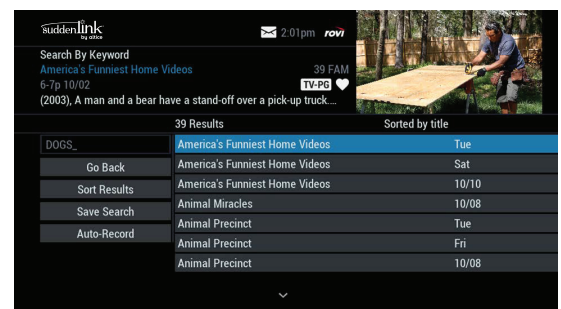 suddenlink
by altice
2:01pm rovi
Search By Keyword
America's Funniest Home Videos 39 FAM
6-7p 10/02 TV-PG
(2003), A man and a bear have a stand-off over a pick-up truck....
39 Results Sorted by title
DOGS_
Go Back
Sort Results
Save Search
Auto-Record
America's Funniest Home Videos Tue
America's Funniest Home Videos Sat
America's Funniest Home Videos 10/10
Animal Miracles 10/08
Animal Precinct Tue
Animal Precinct Fri
Animal Precinct 10/08